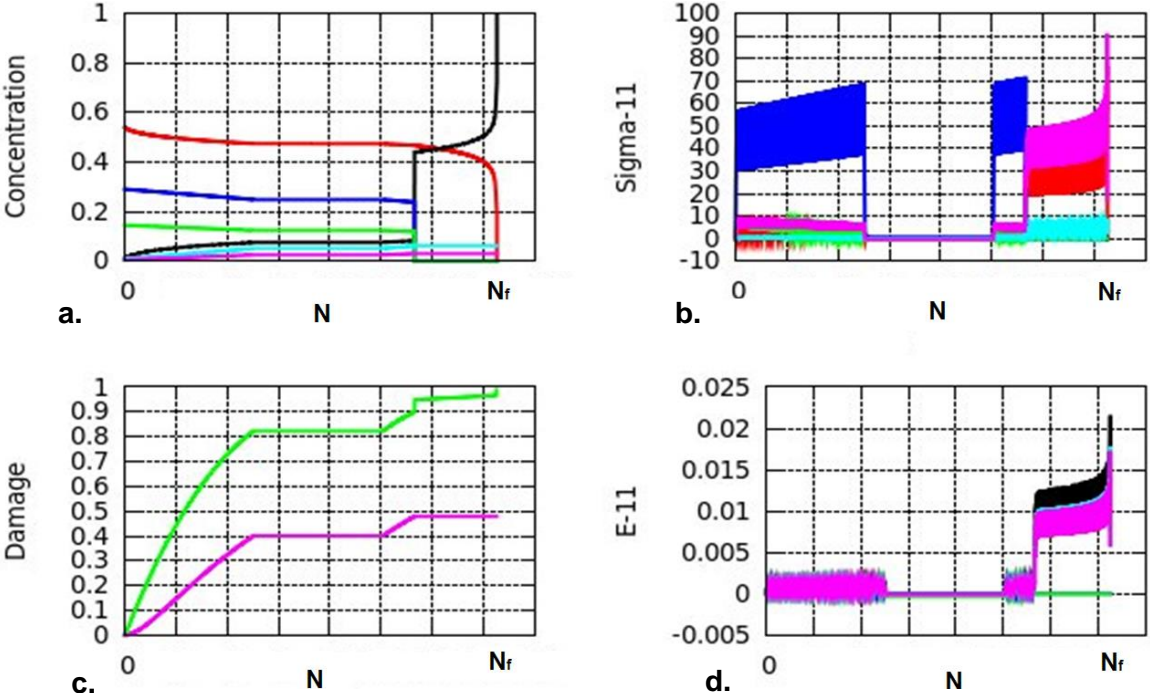 1
0.8
0.6
0.4
0.2
0
Concentration
0
N
Nf
a.
100
90
80
70
60
50
40
30
20
10
0
-10
Sigma-11
0
N
Nf
b.
1
0.9
0.8
0.7
0.6
0.5
0.4
0.3
0.2
0.1
0
Damage
0
N
Nf
c.
0.025
0.02
0.015
0.01
0.005
0
-0.005
E-11
0
N
Nf
d.